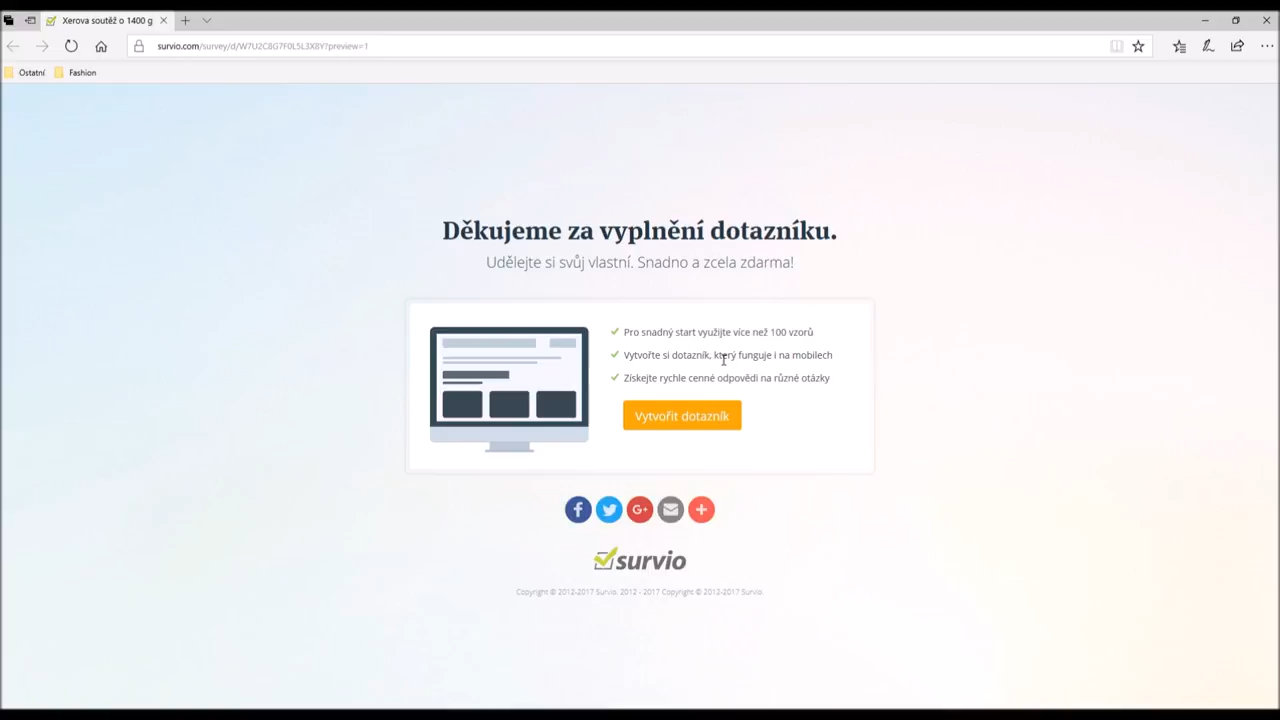 Xerova soutěž o 1400 g
survio.com/survey/d/W7U2C8G7F0L5L3X8Y?preview=1
Ostatní
Fashion
Děkujeme za vyplnění dotazníku.
Udělejte si svůj vlastní. Snadno a zcela zdarma!
Pro snadný start využijte více než 100 vzorů
Vytvořte si dotazník, který funguje i na mobilech
Získejte rychle cenné odpovědi na různé otázky
Vytvořit dotazník
survio
Copyright © 2012-2017 Survio. 2012 - 2017 Copyright © 2012-2017 Survio.